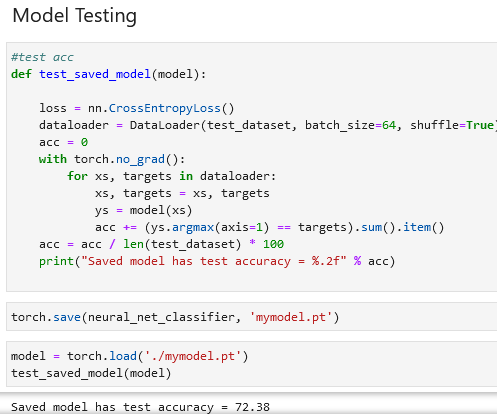 Model Testing
#test acc
def test_saved_model(model):
loss = nn.CrossEntropyLoss()
dataloader = DataLoader(test_dataset, batch_size=64, shuffle=True)
acc = 0
with torch.no_grad():
for xs, targets in dataloader:
xs, targets = xs, targets
ys = model(xs)
acc += (ys.argmax(axis=1) == targets).sum().item()
acc = acc / len(test_dataset) * 100
print("Saved model has test accuracy = %.2f" % acc)
torch.save(neural_net_classifier, 'mymodel.pt')
model = torch.load('./mymodel.pt')
test_saved_model(model)
Saved model has test accuracy = 72.38